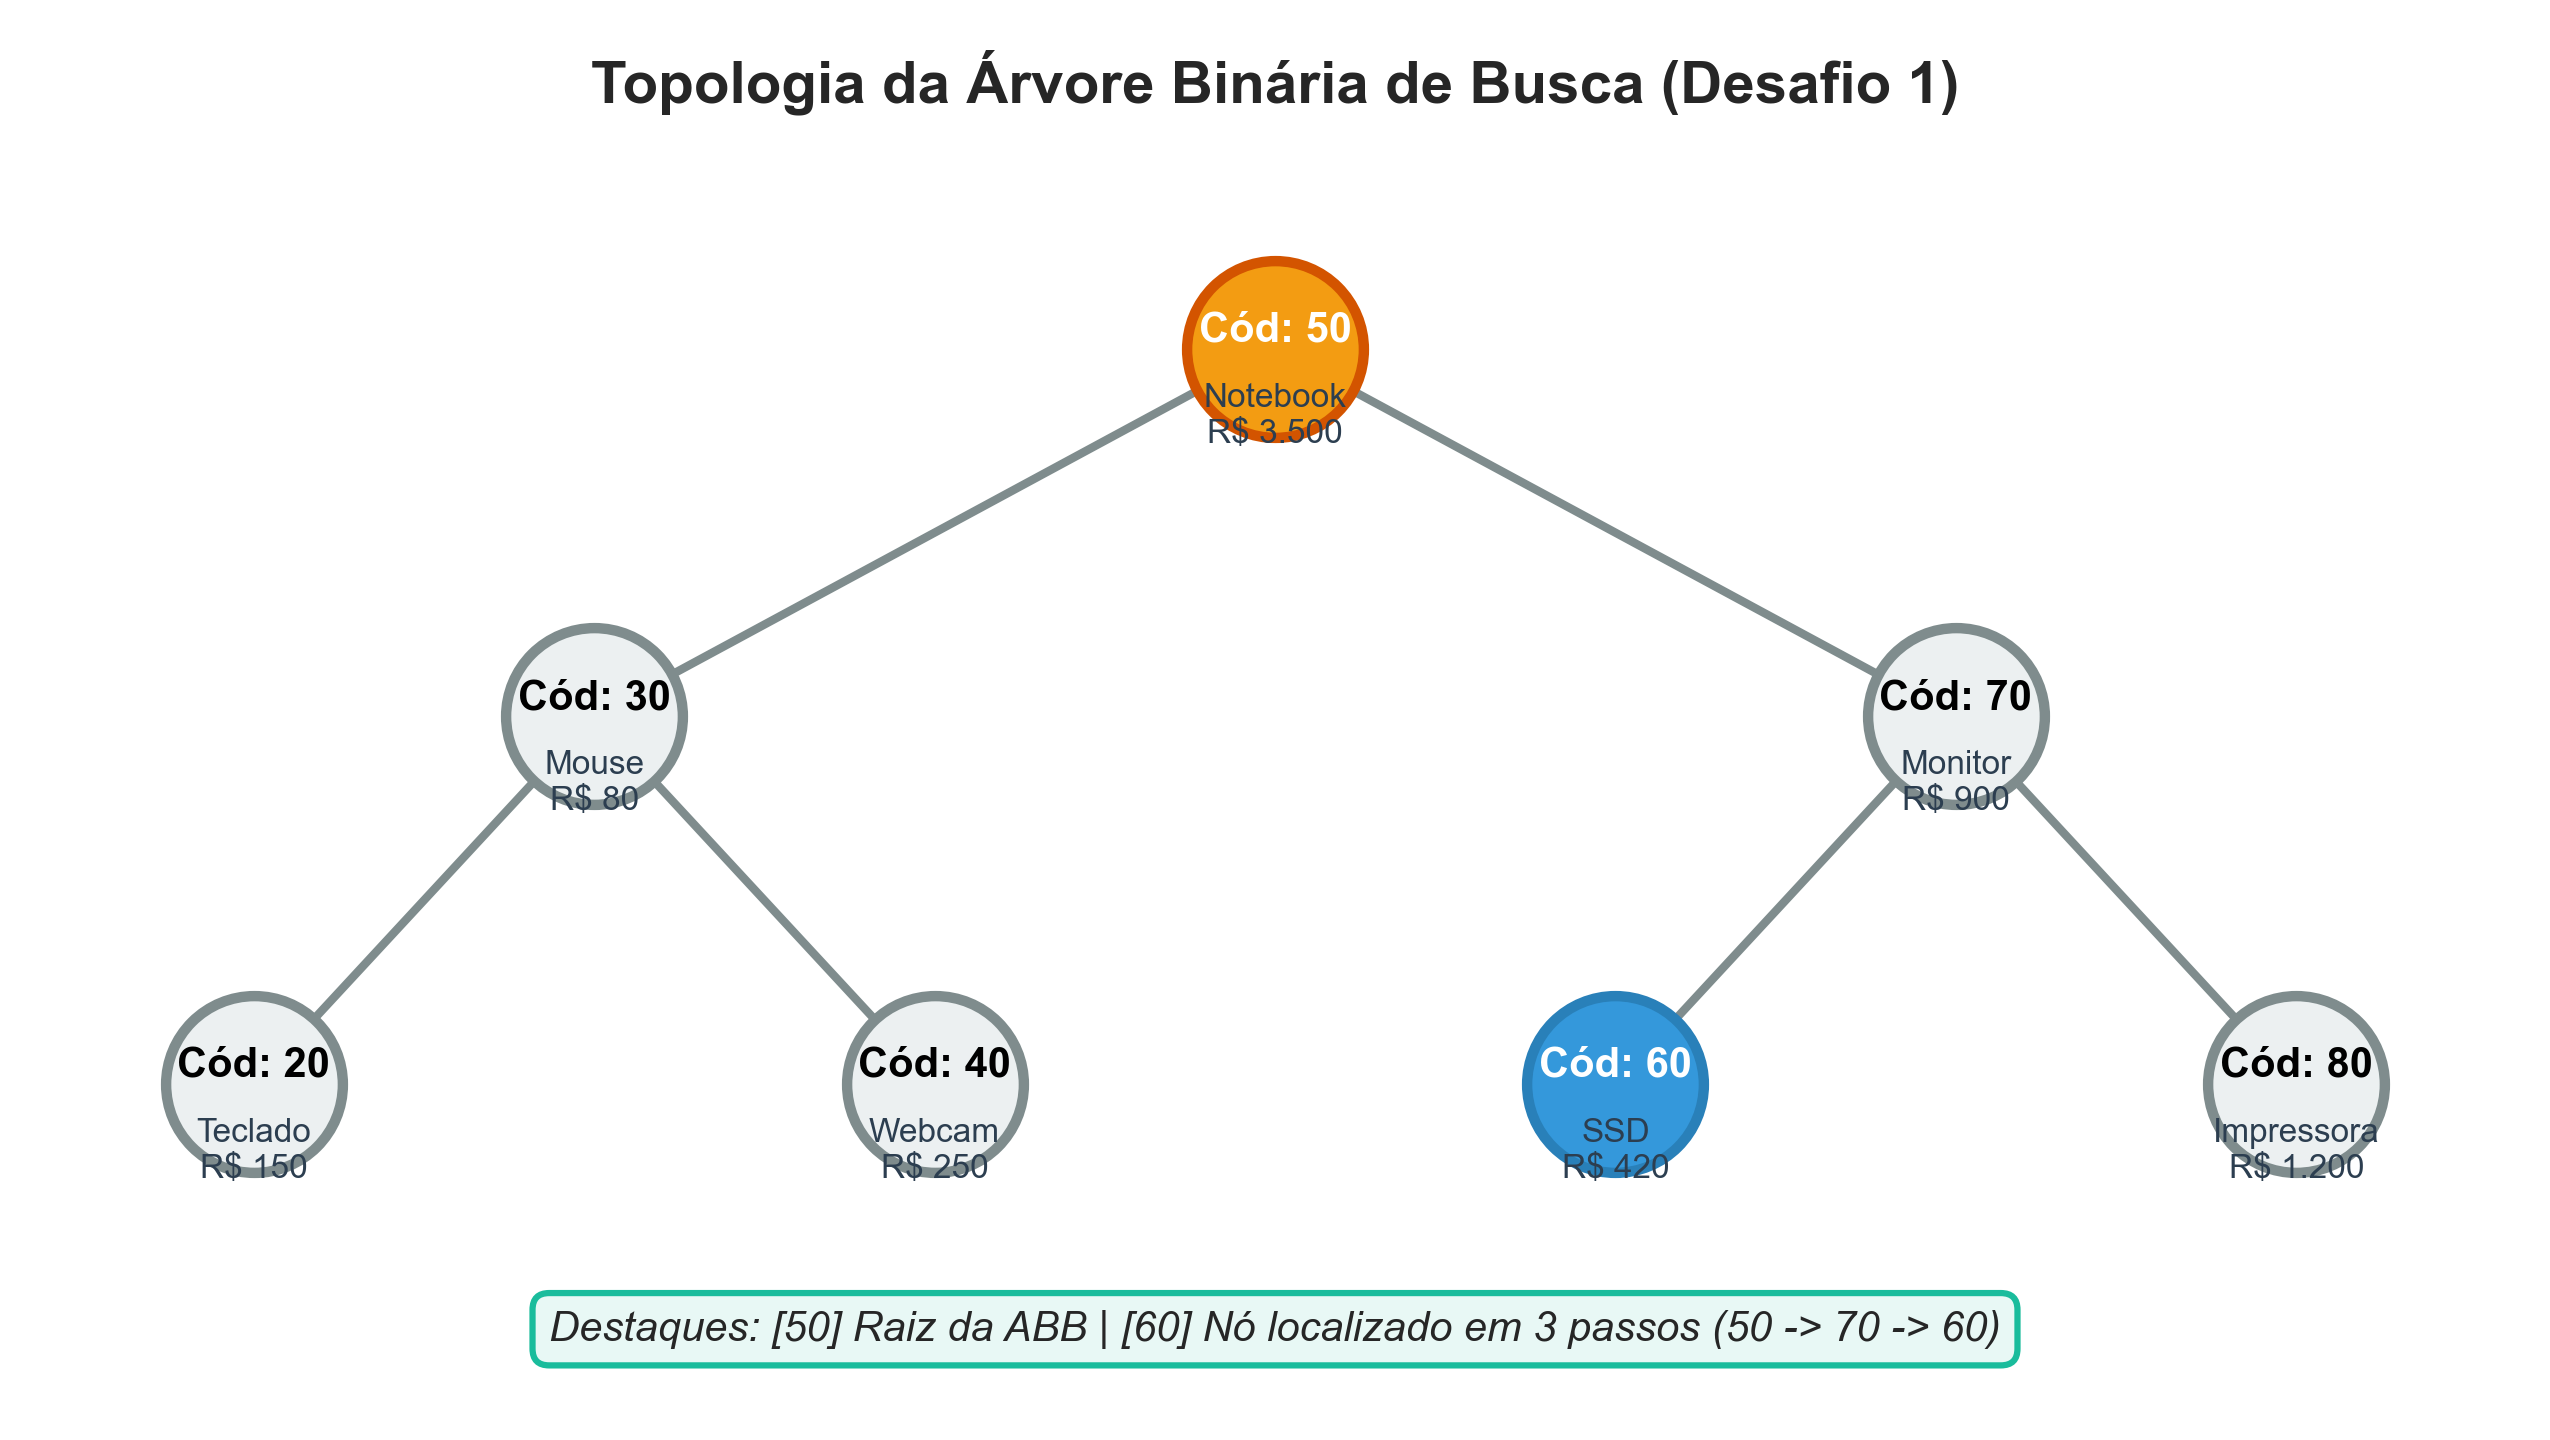 Topologia da Árvore Binária de Busca (Desafio 1)
Cód: 50
Notebook
R$ 3.500
Cód: 30
Mouse
R$ 80
Cód: 70
Monitor
R$ 900
Cód: 20
Teclado
R$ 150
Cód: 40
Webcam
R$ 250
Cód: 60
SSD
R$ 420
Cód: 80
Impressora
R$ 1.200
Destaques: [50] Raiz da ABB | [60] Nó localizado em 3 passos (50 -> 70 -> 60)